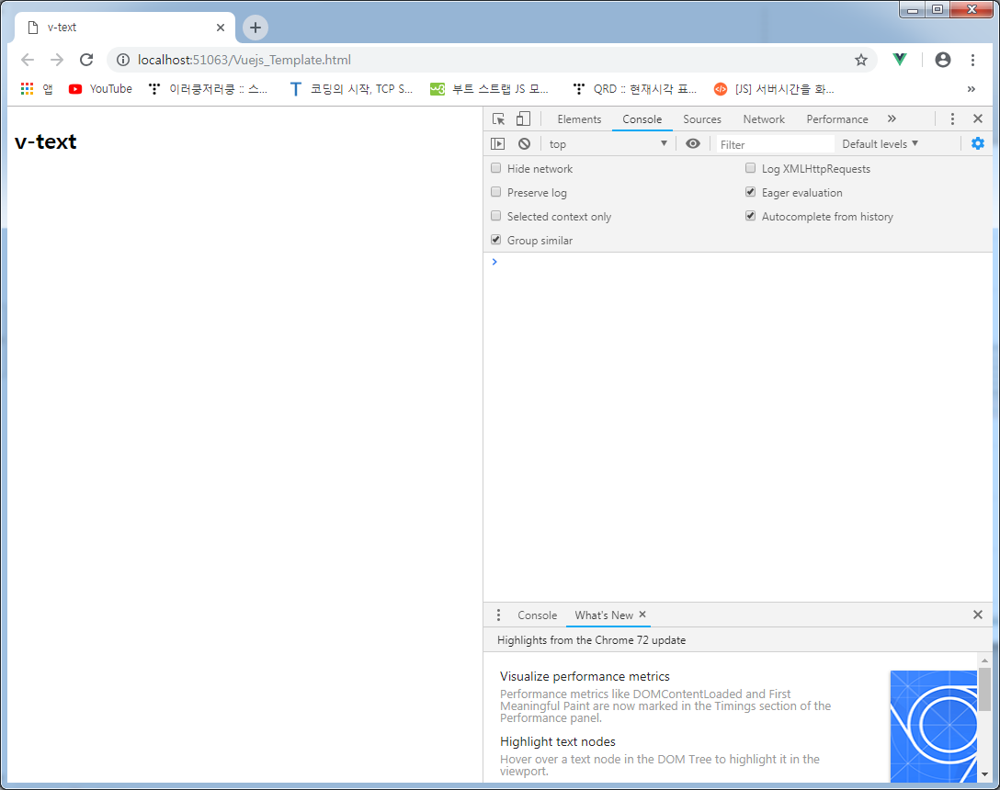 v-text
localhost:51063/Vuejs_Template.html
앱 YouTube 이러쿵저러쿵 :: 스... 코딩의 시작, TCP S... w3 부트 스트랩 JS 모... QRD :: 현재시각 표... [JS] 서버시간을 화... »
v-text
Elements Console Sources Network Performance »
top Filter Default levels
Hide network Log XMLHttpRequests
Preserve log Eager evaluation
Selected context only Autocomplete from history
Group similar
Console What's New
Highlights from the Chrome 72 update
Visualize performance metrics
Performance metrics like DOMContentLoaded and First
Meaningful Paint are now marked in the Timings section of the
Performance panel.
Highlight text nodes
Hover over a text node in the DOM Tree to highlight it in the
viewport.